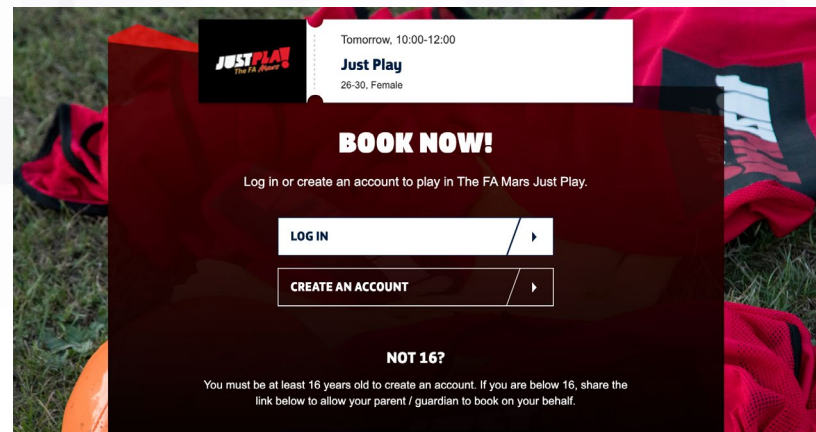 JUSTPLAY
The FA Mars
Tomorrow, 10:00-12:00
Just Play
26-30, Female
BOOK NOW!
Log in or create an account to play in The FA Mars Just Play.
LOG IN
CREATE AN ACCOUNT
NOT 16?
You must be at least 16 years old to create an account. If you are below 16, share the
link below to allow your parent / guardian to book on your behalf.